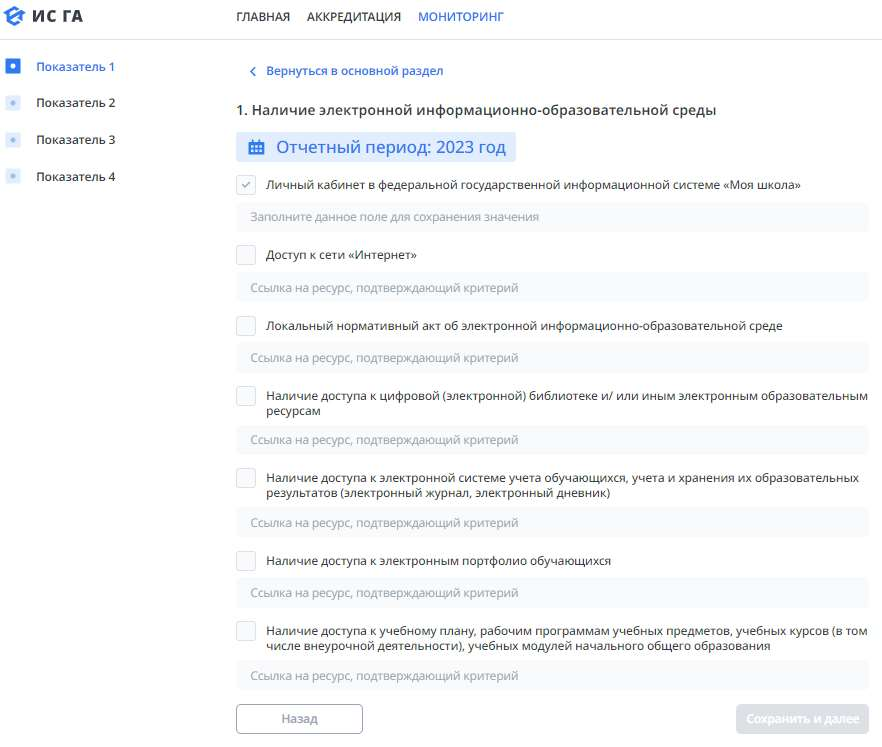 ИС ГА
ГЛАВНАЯ АККРЕДИТАЦИЯ МОНИТОРИНГ
Показатель 1
Показатель 2
Показатель 3
Показатель 4
Вернуться в основной раздел
1. Наличие электронной информационно-образовательной среды
Отчетный период: 2023 год
Личный кабинет в федеральной государственной информационной системе «Моя школа»
Заполните данное поле для сохранения значения
Доступ к сети «Интернет»
Ссылка на ресурс, подтверждающий критерий
Локальный нормативный акт об электронной информационно-образовательной среде
Ссылка на ресурс, подтверждающий критерий
Наличие доступа к цифровой (электронной) библиотеке и/ или иным электронным образовательным
ресурсам
Ссылка на ресурс, подтверждающий критерий
Наличие доступа к электронной системе учета обучающихся, учета и хранения их образовательных
результатов (электронный журнал, электронный дневник)
Ссылка на ресурс, подтверждающий критерий
Наличие доступа к электронным портфолио обучающихся
Ссылка на ресурс, подтверждающий критерий
Наличие доступа к учебному плану, рабочим программам учебных предметов, учебных курсов (в том
числе внеурочной деятельности), учебных модулей начального общего образования
Ссылка на ресурс, подтверждающий критерий
Назад
Сохранить и далее